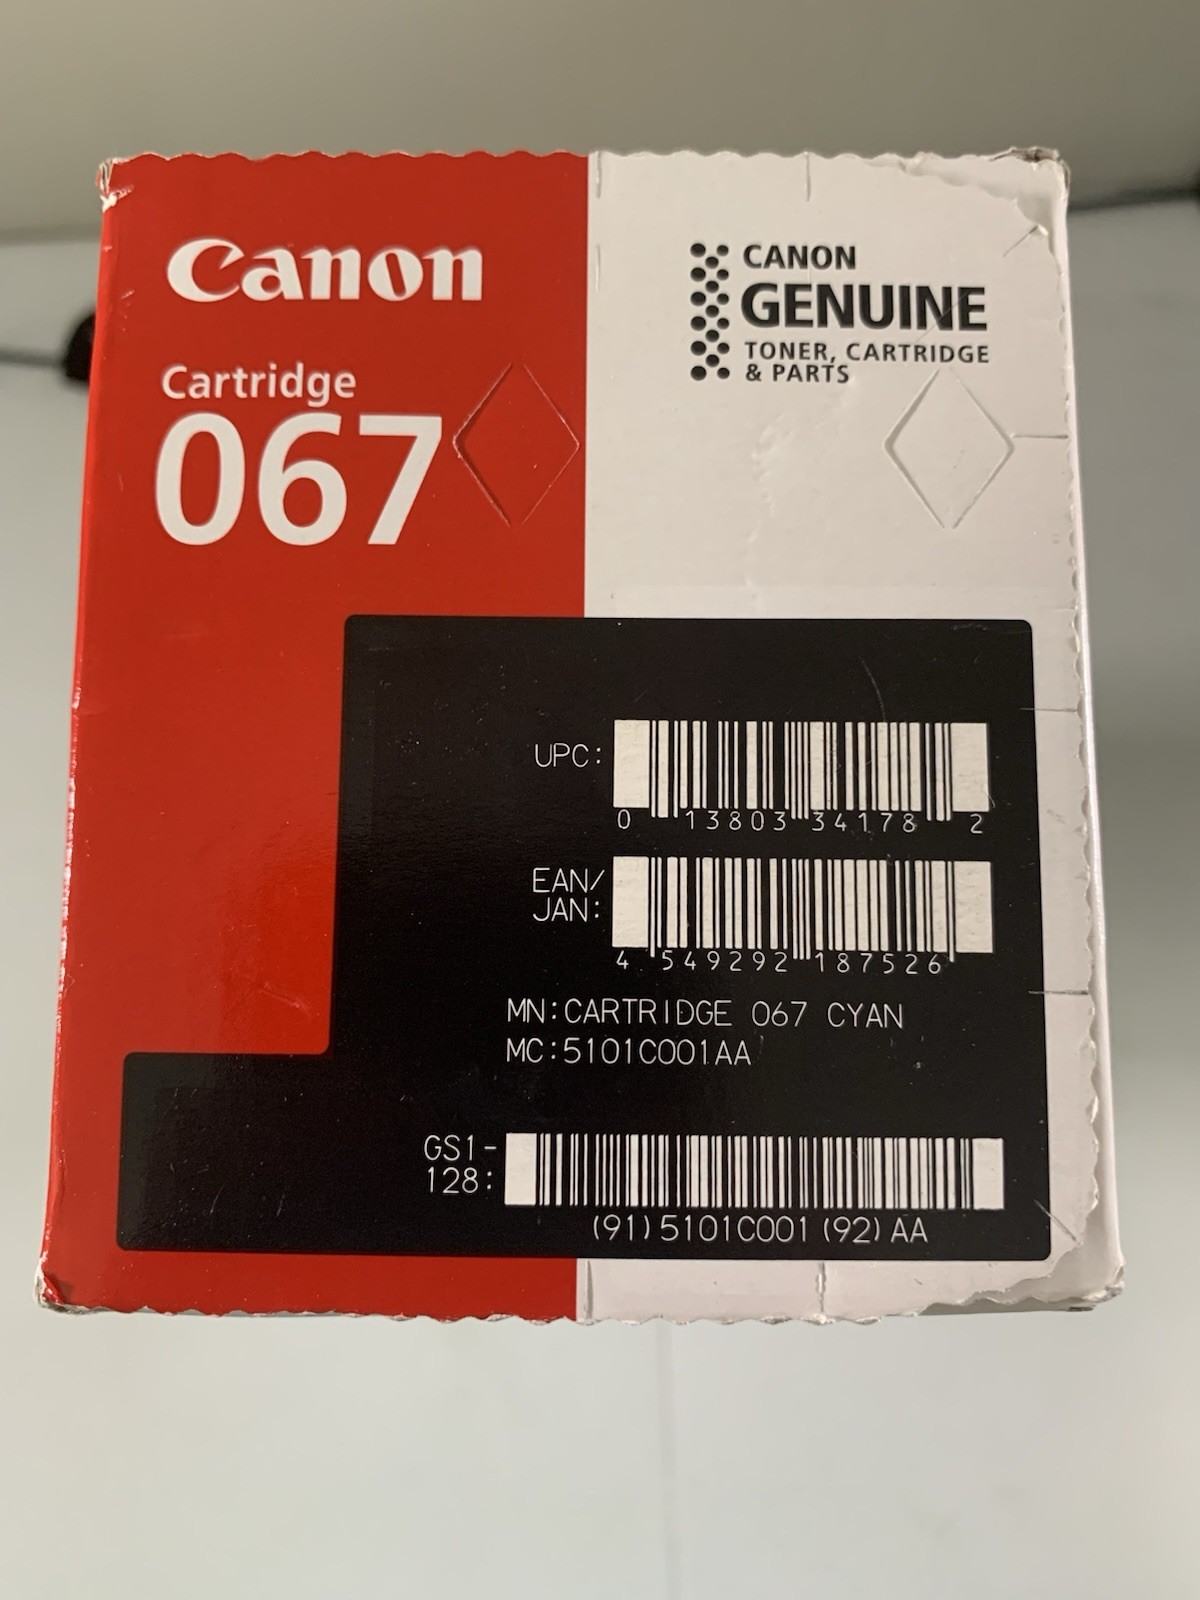 Canon
Cartridge
067
CANON
GENUINE
TONER, CARTRIDGE
& PARTS
UPC:
0 13803 34178 2
EAN/
JAN:
4 549292 187526
MN:CARTRIDGE 067 CYAN
MC:5101C001AA
GS1-
128:
(91)5101C001(92)AA